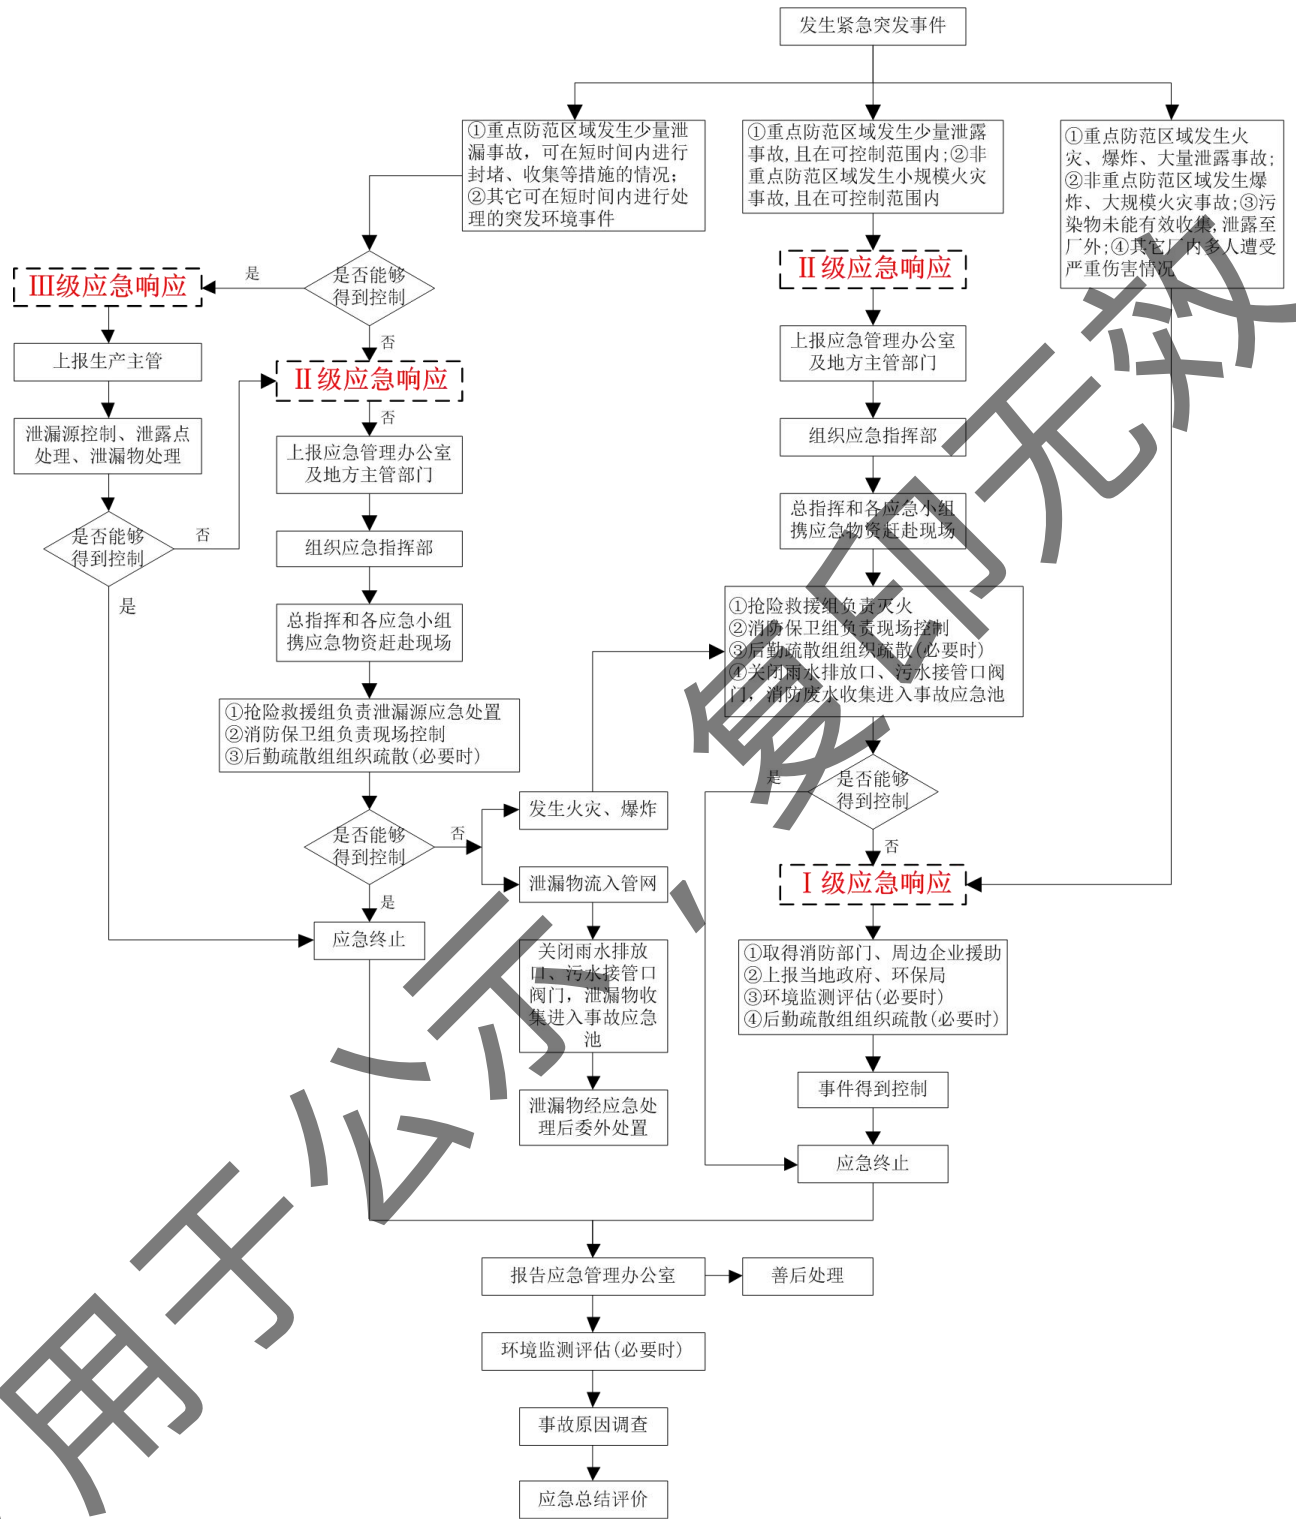 发生紧急突发事件
①重点防范区域发生少量泄
漏事故，可在短时间内进行
封堵、收集等措施的情况；
②其它可在短时间内进行处
理的突发环境事件
①重点防范区域发生少量泄露
事故,且在可控制范围内;②非
重点防范区域发生小规模火灾
事故,且在可控制范围内
①重点防范区域发生火
灾、爆炸、大量泄露事故;
②非重点防范区域发生爆
炸、大规模火灾事故;③污
染物未能有效收集,泄露至
厂外;④其它厂内多人遭受
严重伤害情况
是否能够
得到控制
是
否
Ⅲ级应急响应
上报生产主管
泄漏源控制、泄露点
处理、泄漏物处理
是否能够
得到控制
否
是
Ⅱ级应急响应
否
上报应急管理办公室
及地方主管部门
组织应急指挥部
总指挥和各应急小组
携应急物资赶赴现场
①抢险救援组负责泄漏源应急处置
②消防保卫组负责现场控制
③后勤疏散组组织疏散(必要时)
是否能够
得到控制
否
是
应急终止
发生火灾、爆炸
泄漏物流入管网
关闭雨水排放
口、污水接管口
阀门，泄漏物收
集进入事故应急
池
泄漏物经应急处
理后委外处置
Ⅱ级应急响应
上报应急管理办公室
及地方主管部门
组织应急指挥部
总指挥和各应急小组
携应急物资赶赴现场
①抢险救援组负责灭火
②消防保卫组负责现场控制
③后勤疏散组组织疏散(必要时)
④关闭雨水排放口、污水接管口阀
门，消防废水收集进入事故应急池
是否能够
得到控制
是
否
Ⅰ级应急响应
①取得消防部门、周边企业援助
②上报当地政府、环保局
③环境监测评估(必要时)
④后勤疏散组组织疏散(必要时)
事件得到控制
应急终止
报告应急管理办公室
善后处理
环境监测评估(必要时)
事故原因调查
应急总结评价
用于公示，复印无效